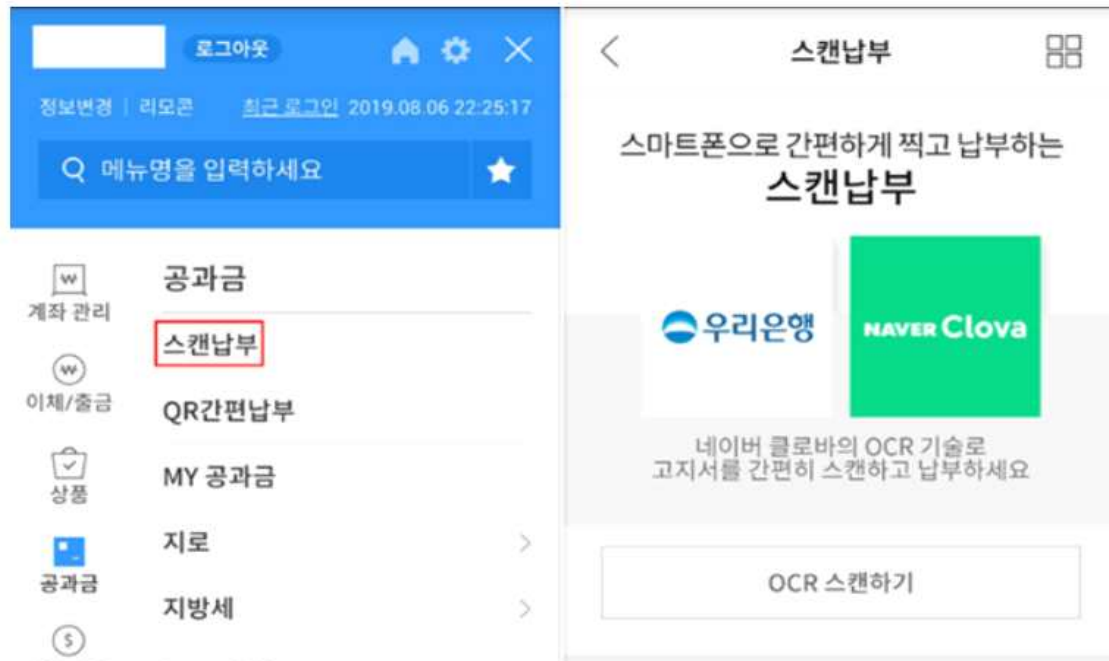 로그아웃
정보변경 | 리모콘 최근 로그인 2019.08.06 22:25:17
메뉴명을 입력하세요
계좌 관리
이체/출금
상품
공과금
공과금
스캔납부
QR간편납부
MY 공과금
지로
지방세
스캔납부
스마트폰으로 간편하게 찍고 납부하는
스캔납부
우리은행
NAVER Clova
네이버 클로바의 OCR 기술로
고지서를 간편히 스캔하고 납부하세요
OCR 스캔하기